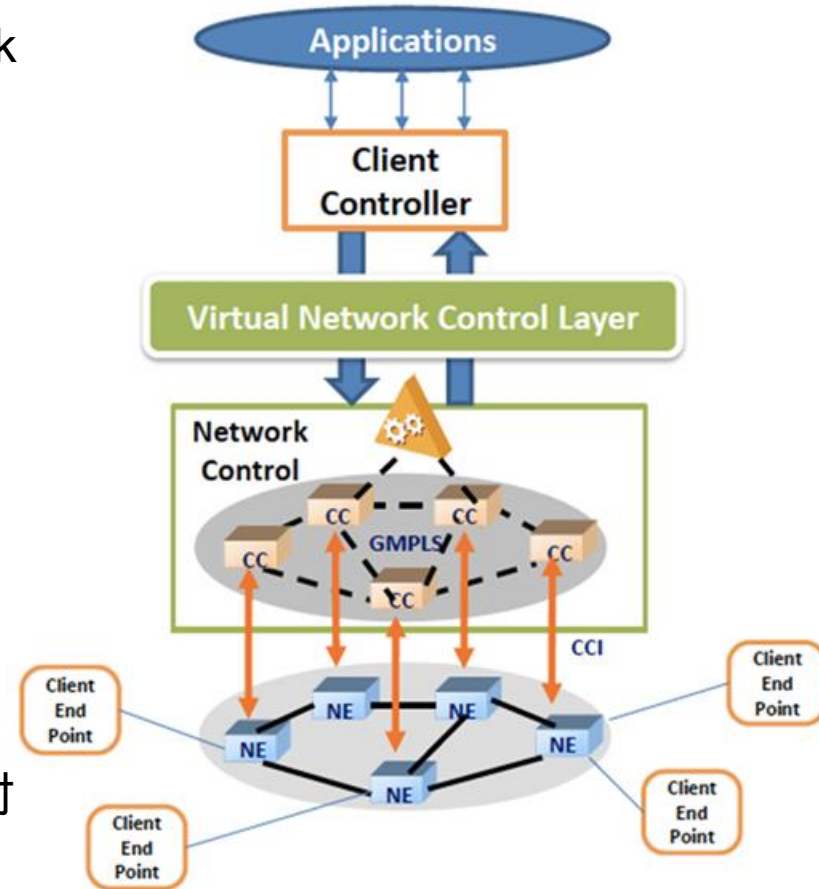 k
Applications
Client
Controller
Virtual Network Control Layer
Network
Control
CC
CC
GMPLS
CC
CC
CC
CCI
Client
End
Point
Client
End
Point
NE
NE
NE
NE
NE
Client
End
Point
Client
End
Point